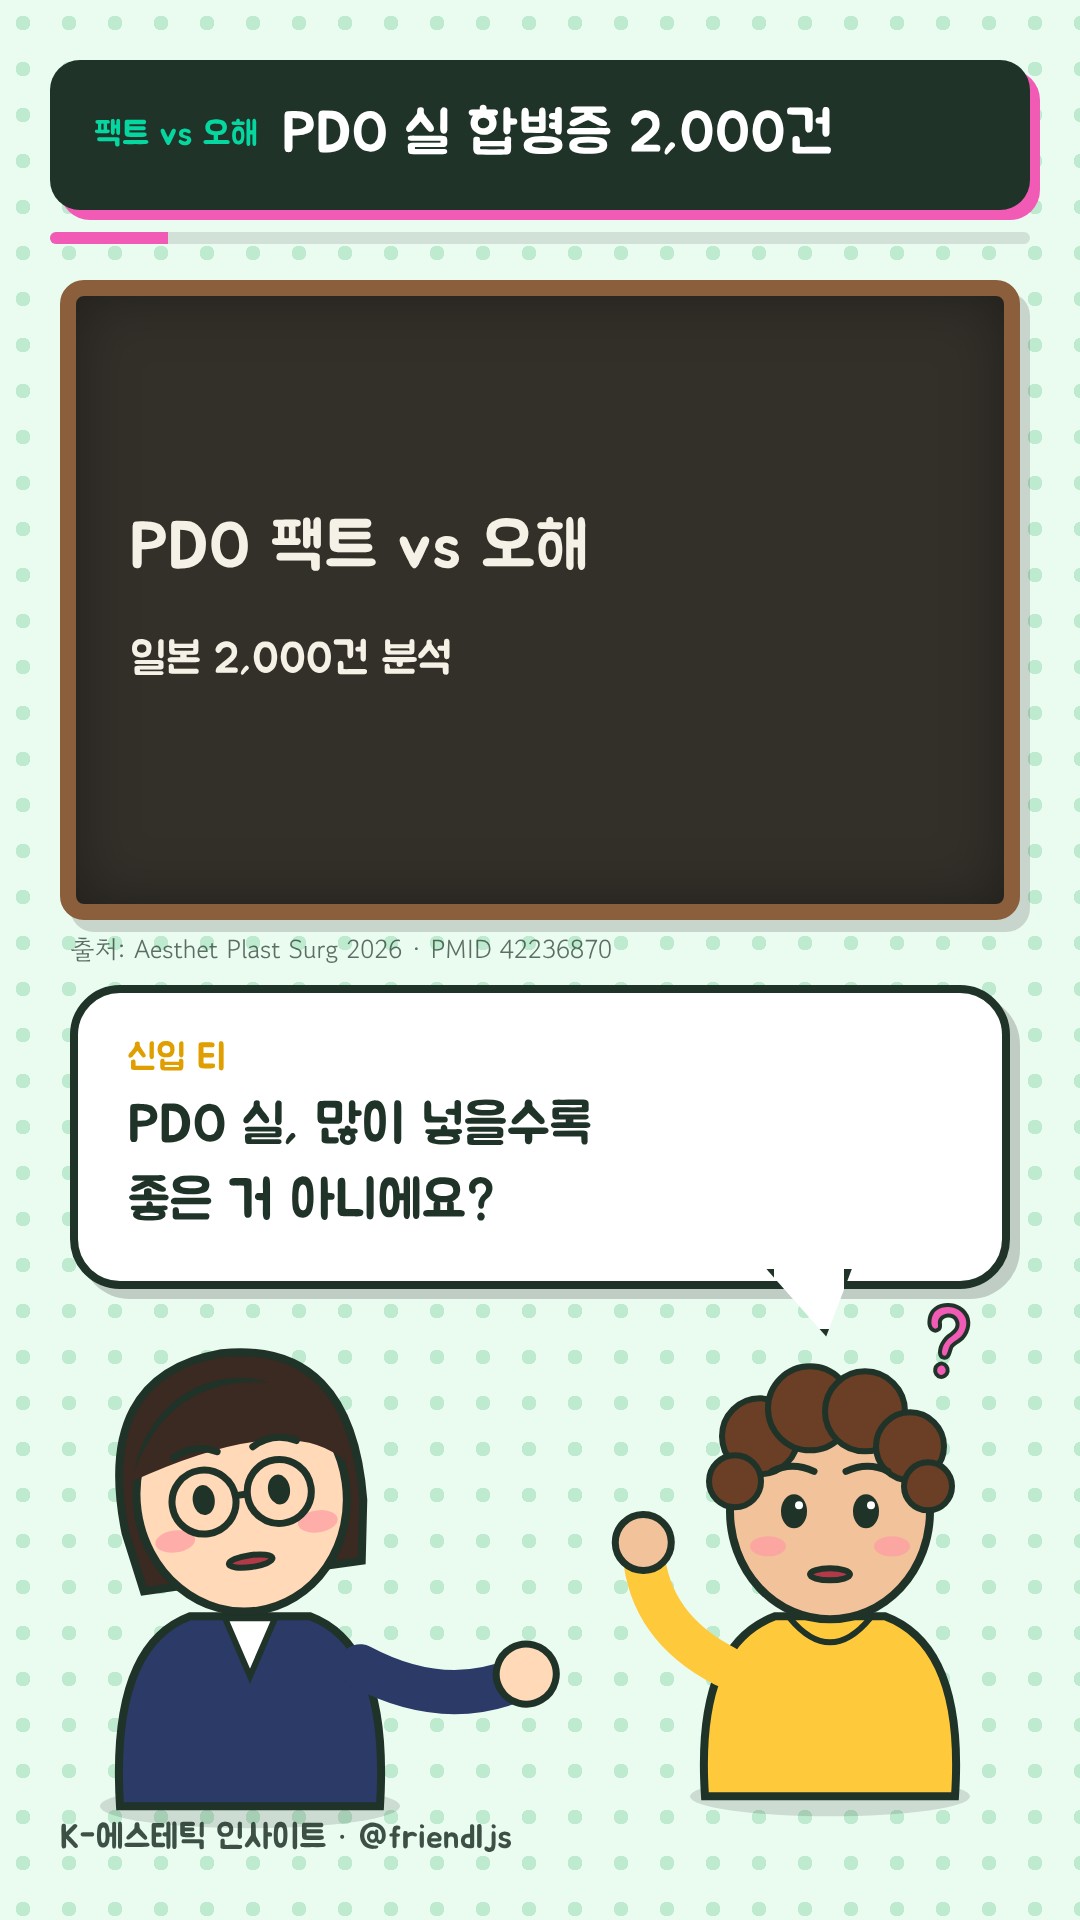 팩트 vs 오해 PDO 실 합병증 2,000건
PDO 팩트 vs 오해
일본 2,000건 분석
출처: Aesthet Plast Surg 2026 · PMID 42236870
신입 티
PDO 실, 많이 넣을수록
좋은 거 아니에요?
?
K-에스테틱 인사이트 · @friendljs